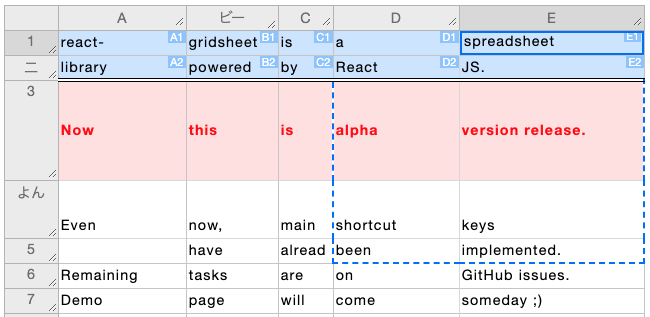 A ビー C D E
1 react- A1 gridsheet B1 is C1 a D1 spreadsheet E1
二 library A2 powered B2 by C2 React D2 JS. E2
3 Now this is alpha version release.
よん Even now, main shortcut keys
5 have alread been implemented.
6 Remaining tasks are on GitHub issues.
7 Demo page will come someday ;)